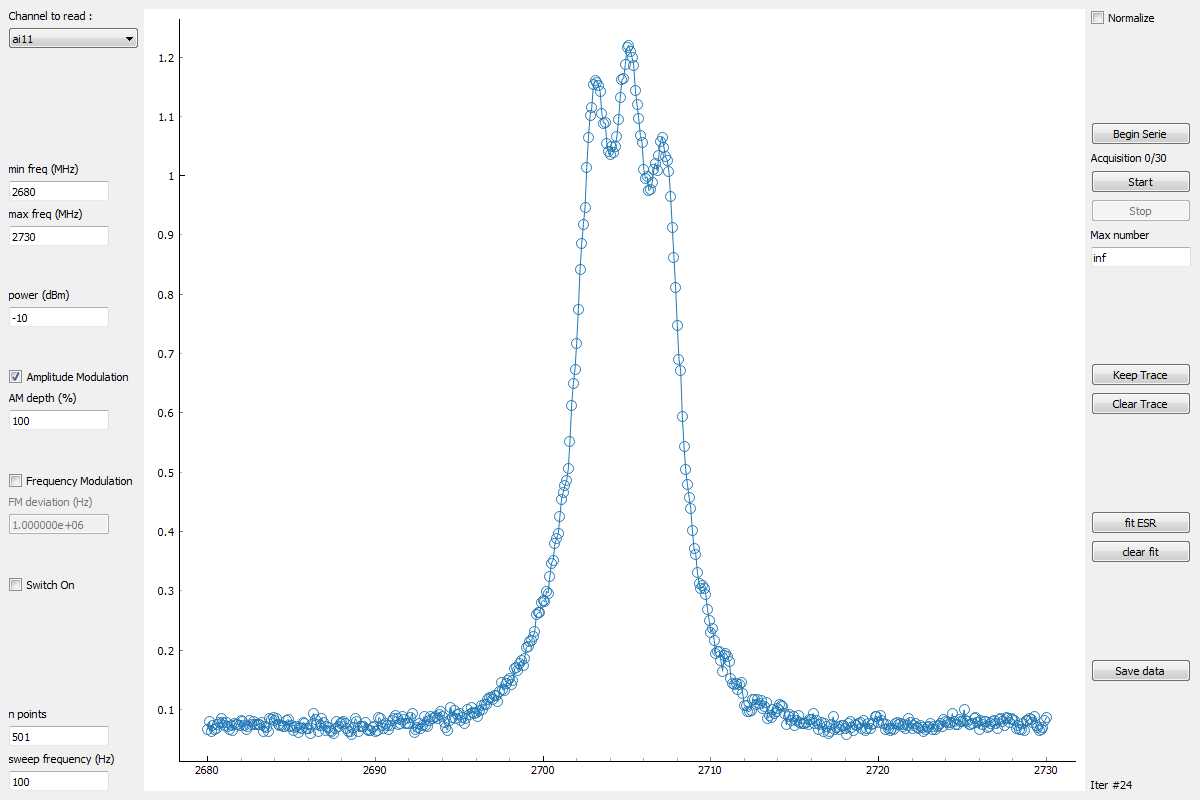 Channel to read :
ai11
min freq (MHz)
2680
max freq (MHz)
2730
power (dBm)
-10
Amplitude Modulation
AM depth (%)
100
Frequency Modulation
FM deviation (Hz)
1.000000e+06
Switch On
n points
501
sweep frequency (Hz)
100
1.2
1.1
1
0.9
0.8
0.7
0.6
0.5
0.4
0.3
0.2
0.1
2680 2690 2700 2710 2720 2730
Normalize
Begin Serie
Acquisition 0/30
Start
Stop
Max number
inf
Keep Trace
Clear Trace
fit ESR
clear fit
Save data
Iter #24